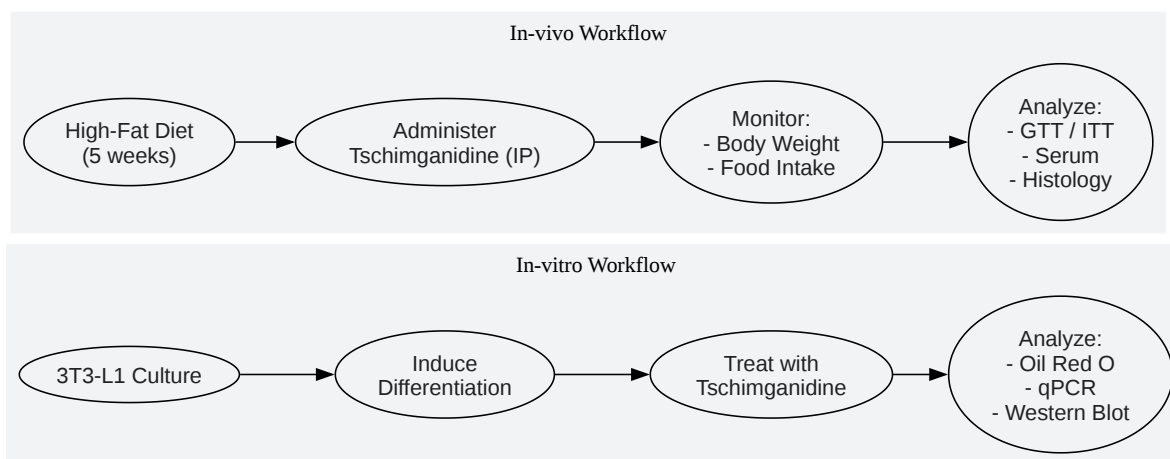 In-vivo Workflow
High-Fat Diet
(5 weeks)
Administer
Tschimganidine (IP)
Monitor:
- Body Weight
- Food Intake
Analyze:
- GTT / ITT
- Serum
- Histology
In-vitro Workflow
3T3-L1 Culture
Induce
Differentiation
Treat with
Tschimganidine
Analyze:
- Oil Red O
- qPCR
- Western Blot